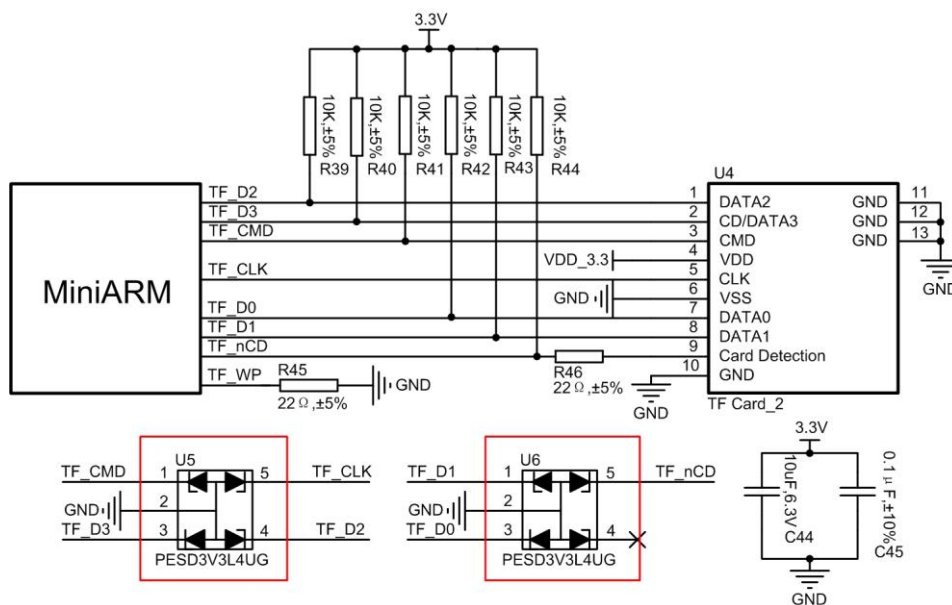 3.3V
10K,±5%
R39
10K,±5%
R40
10K,±5%
R41
10K,±5%
R42
10K,±5%
R43
10K,±5%
R44
MiniARM
TF_D2
TF_D3
TF_CMD
TF_CLK
TF_D0
TF_D1
TF_nCD
TF_WP
R45
22Ω,±5%
GND
VDD_3.3
GND
R46
22Ω,±5%
GND
U4
1 DATA2
2 CD/DATA3
3 CMD
4 VDD
5 CLK
6 VSS
7 DATA0
8 DATA1
9 Card Detection
10 GND
GND 11
GND 12
GND 13
GND
TF Card_2
U5
TF_CMD 1 5 TF_CLK
GND 2
TF_D3 3 4 TF_D2
PESD3V3L4UG
U6
TF_D1 1 5 TF_nCD
GND 2
TF_D0 3 4
PESD3V3L4UG
3.3V
10uF,6.3V
C44
0.1μF,±10%
C45
GND